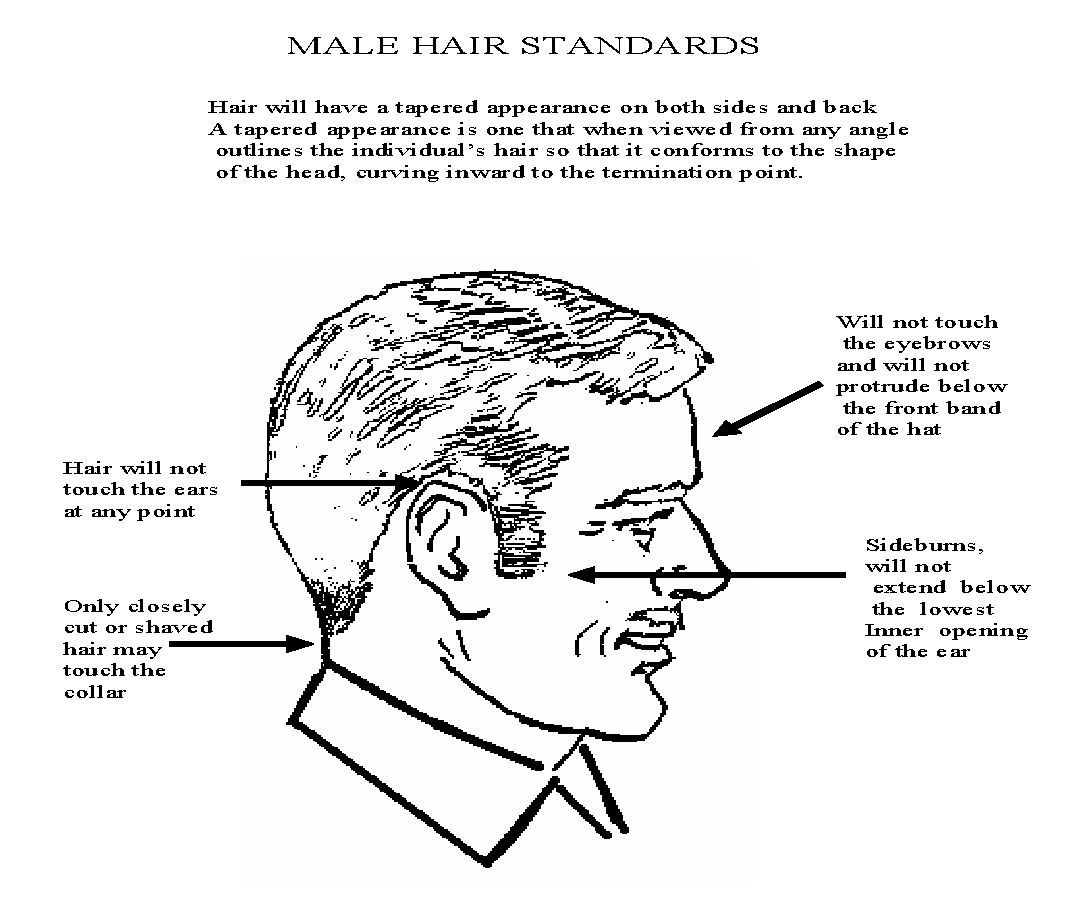 MALE HAIR STANDARDS
Hair will have a tapered appearance on both sides and back
A tapered appearance is one that when viewed from any angle
outlines the individual's hair so that it conforms to the shape
of the head, curving inward to the termination point.
Will not touch
the eyebrows
and will not
protrude below
the front band
of the hat
Hair will not
touch the ears
at any point
Sideburns,
will not
extend below
the lowest
Inner opening
of the ear
Only closely
cut or shaved
hair may
touch the
collar